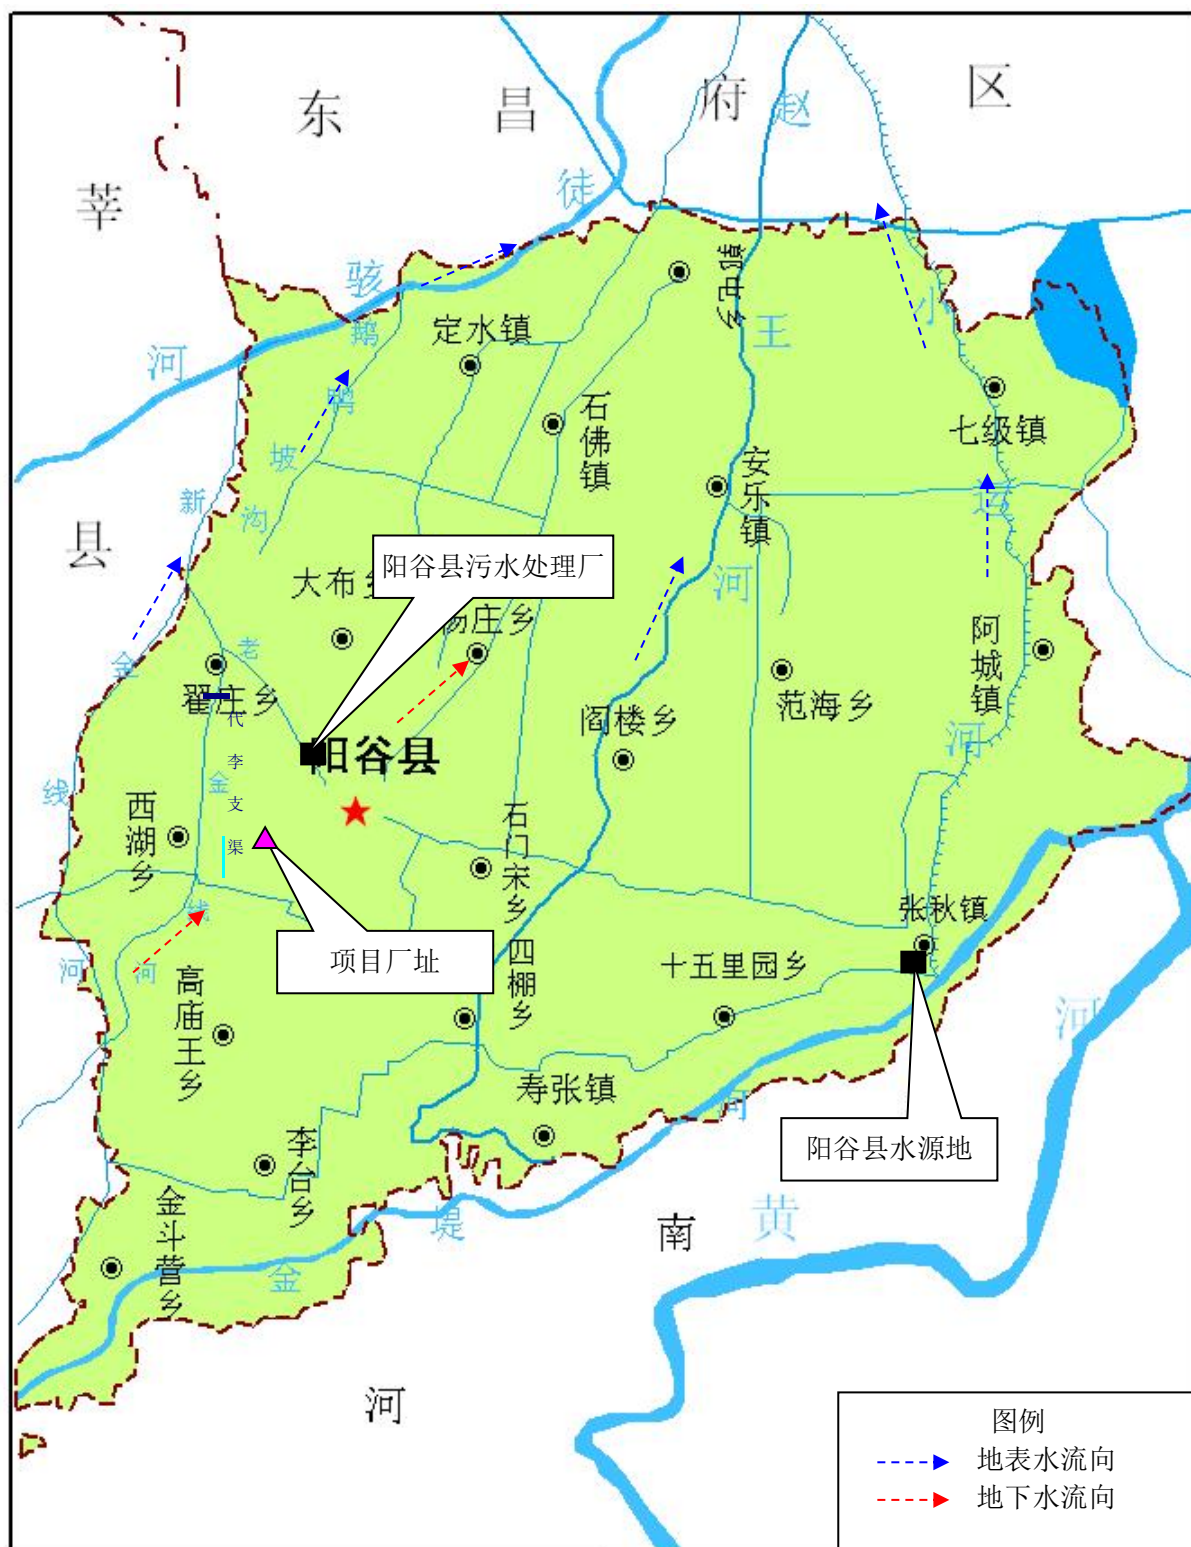 东昌府区
莘县
赵王河
徒骇河
小运河
鹅鸭坡沟
新金线河
老金线河
金堤河
黄河
河南
定水镇
石佛镇
安乐镇
七级镇
大布乡
杨庄乡
翟庄乡
阳谷县
阎楼乡
范海乡
阿城镇
西湖乡
石门宋乡
四棚乡
张秋镇
十五里园乡
高庙王乡
寿张镇
李台乡
金斗营乡
代李支渠
阳谷县污水处理厂
项目厂址
阳谷县水源地
图例
地表水流向
地下水流向